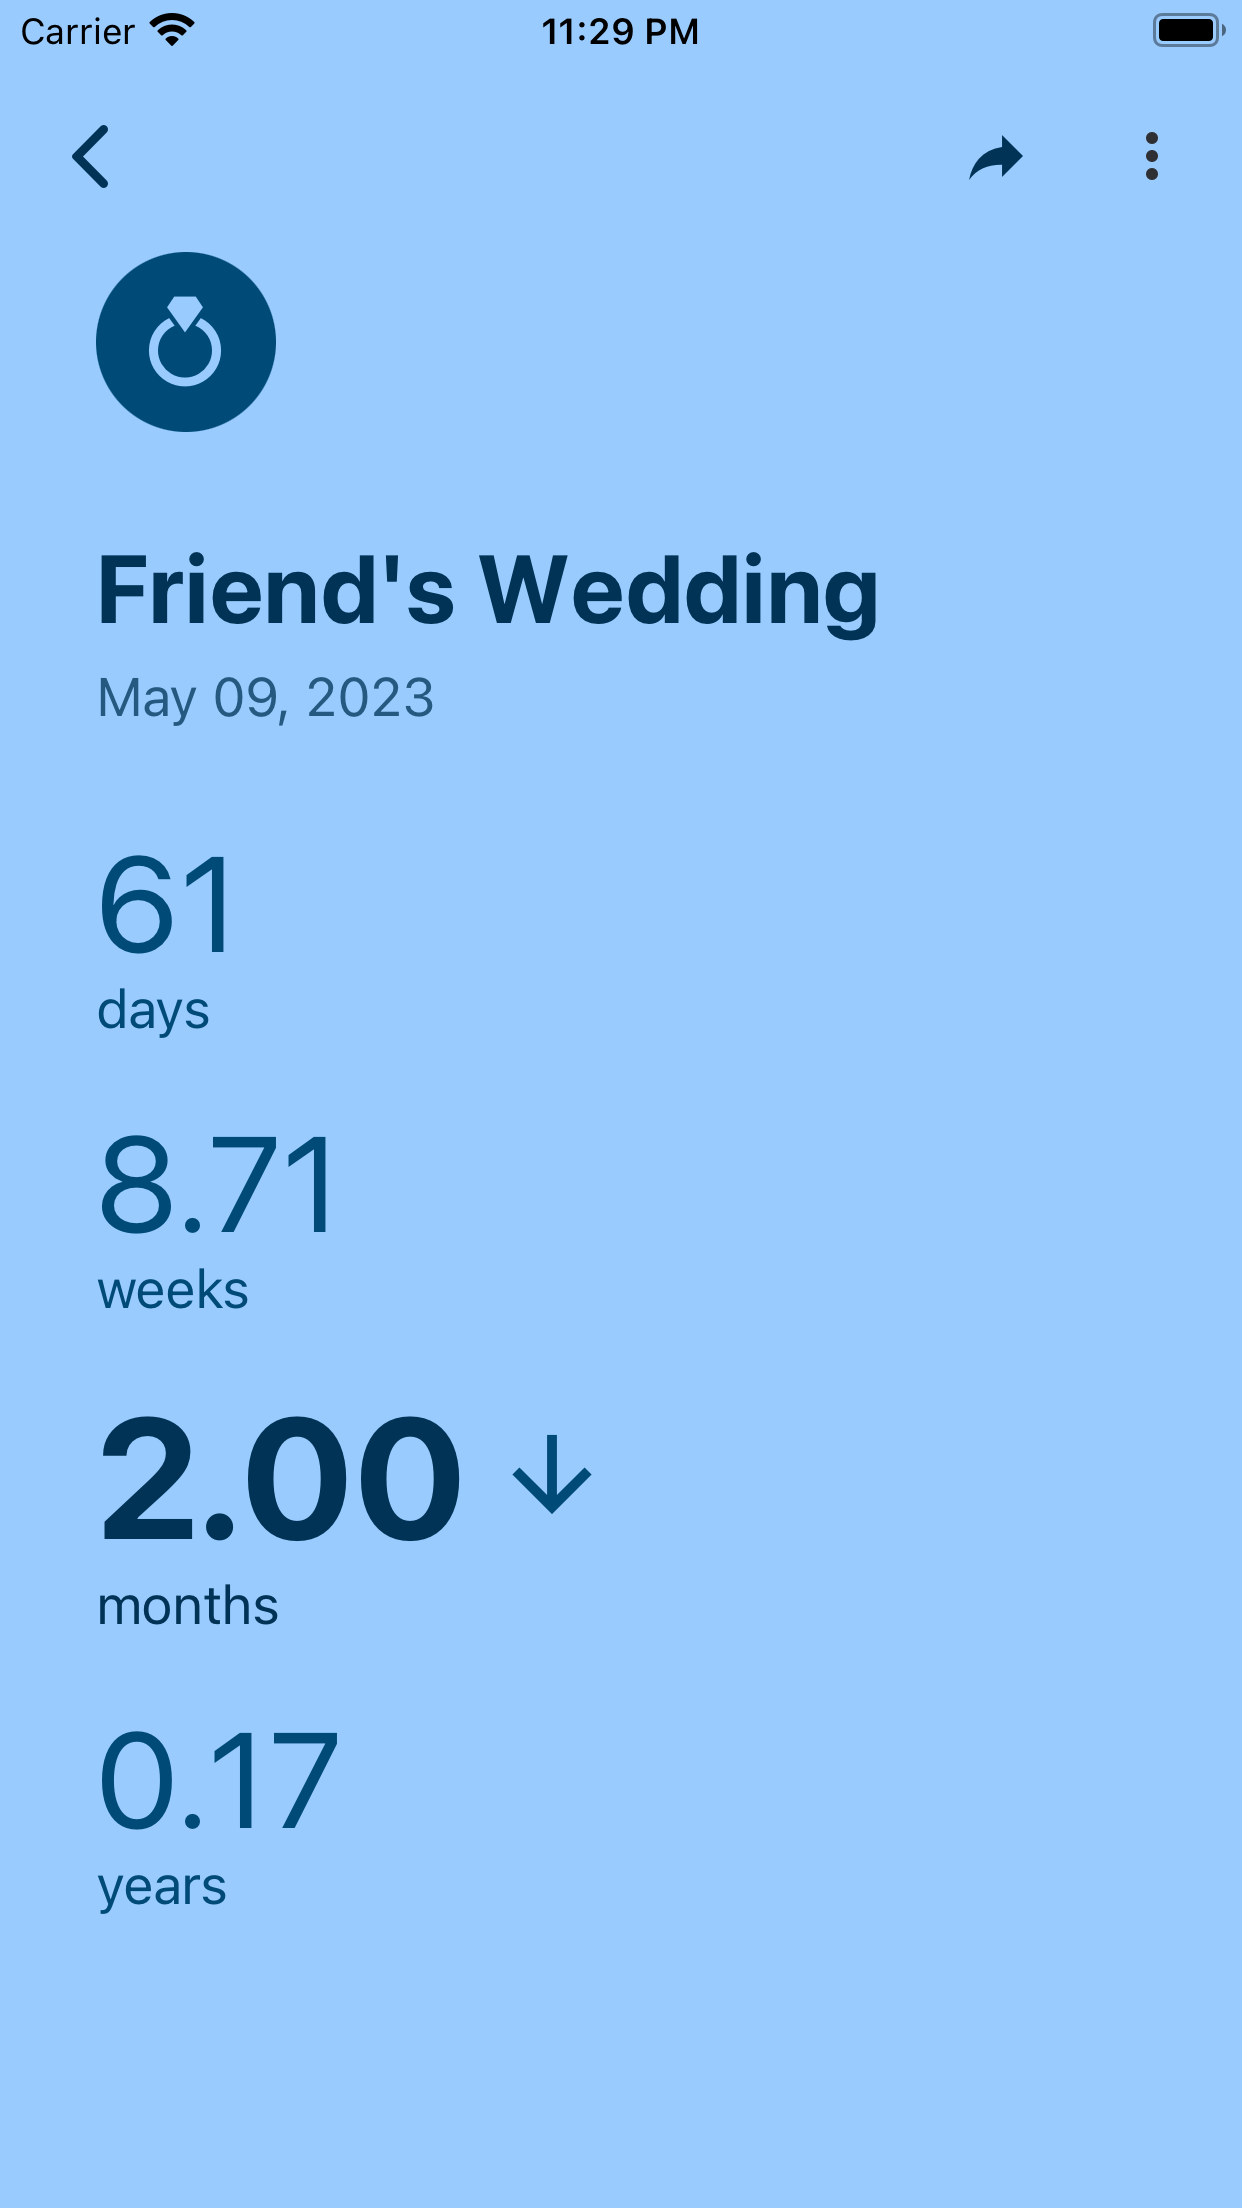 Carrier 11:29 PM
Friend's Wedding
May 09, 2023
61
days
8.71
weeks
2.00
months
0.17
years